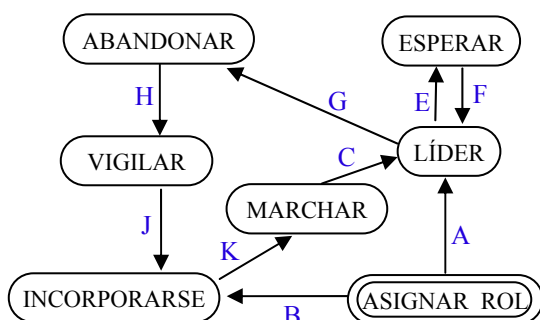 ABANDONAR
ESPERAR
H
G
E
F
VIGILAR
C
LÍDER
MARCHAR
J
K
A
INCORPORARSE
B
ASIGNAR ROL